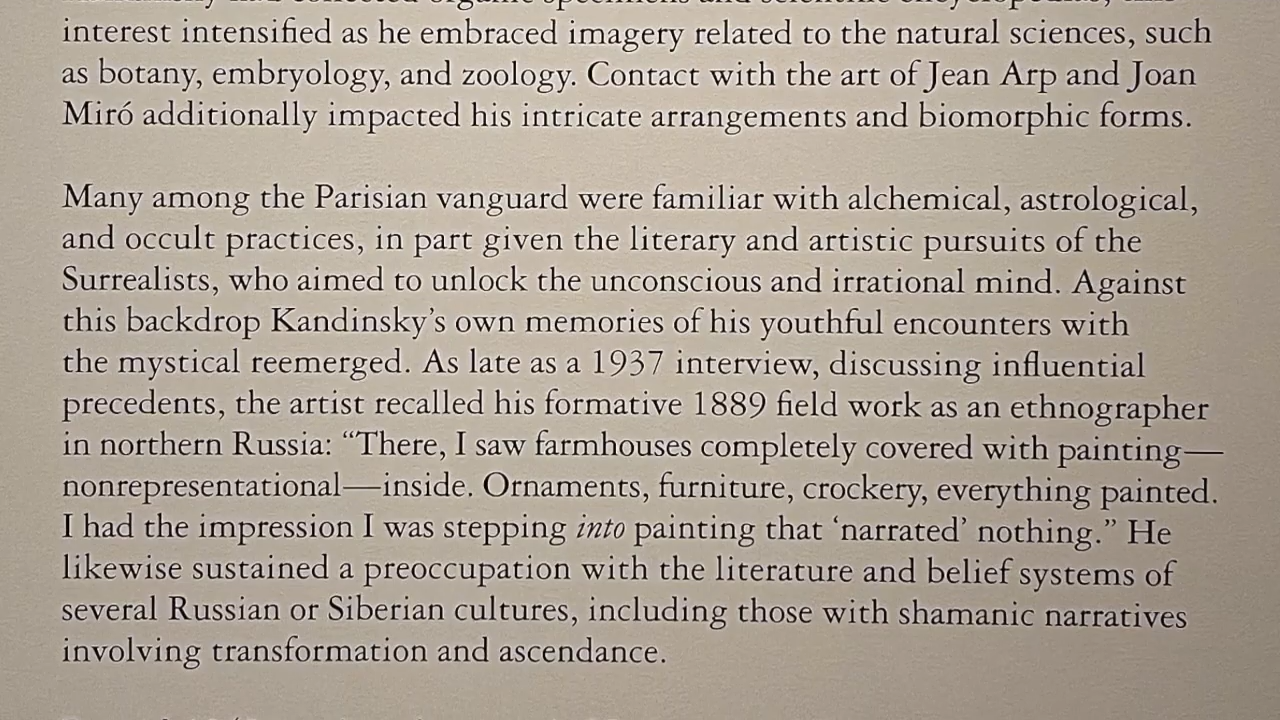 had collected organic specimens and scientific encyclopedias,
interest intensified as he embraced imagery related to the natural sciences, such
as botany, embryology, and zoology. Contact with the art of Jean Arp and Joan
Miró additionally impacted his intricate arrangements and biomorphic forms.
Many among the Parisian vanguard were familiar with alchemical, astrological,
and occult practices, in part given the literary and artistic pursuits of the
Surrealists, who aimed to unlock the unconscious and irrational mind. Against
this backdrop Kandinsky’s own memories of his youthful encounters with
the mystical reemerged. As late as a 1937 interview, discussing influential
precedents, the artist recalled his formative 1889 field work as an ethnographer
in northern Russia: “There, I saw farmhouses completely covered with painting—
nonrepresentational—inside. Ornaments, furniture, crockery, everything painted.
I had the impression I was stepping into painting that ‘narrated’ nothing.” He
likewise sustained a preoccupation with the literature and belief systems of
several Russian or Siberian cultures, including those with shamanic narratives
involving transformation and ascendance.